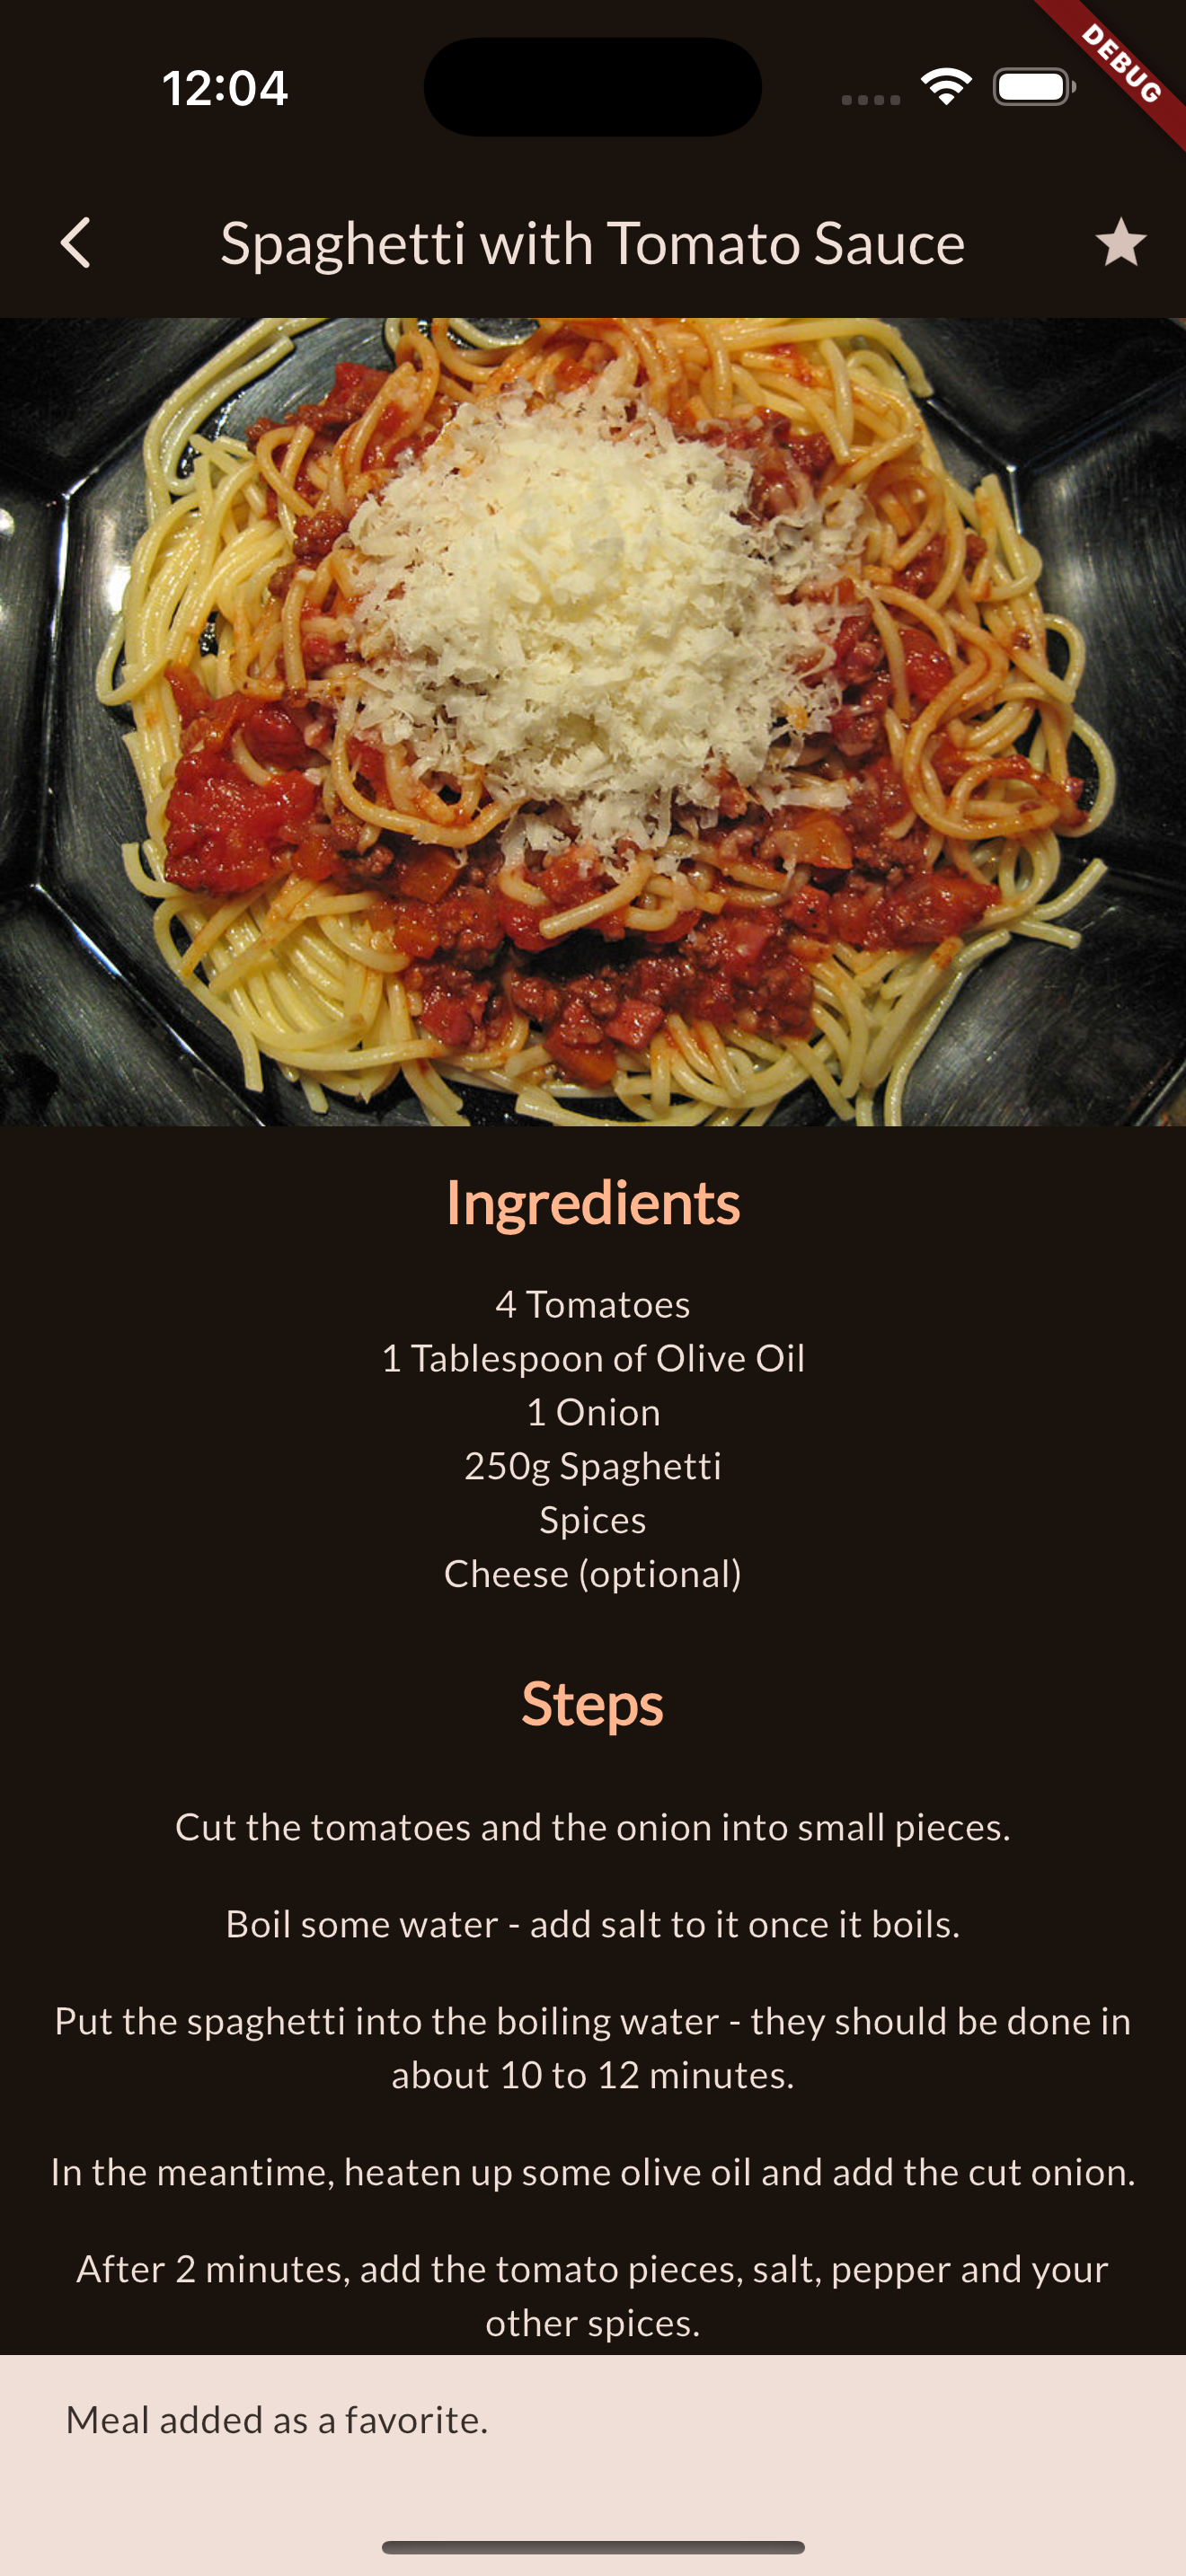 12:04
DEBUG
Spaghetti with Tomato Sauce
Ingredients
4 Tomatoes
1 Tablespoon of Olive Oil
1 Onion
250g Spaghetti
Spices
Cheese (optional)
Steps
Cut the tomatoes and the onion into small pieces.
Boil some water - add salt to it once it boils.
Put the spaghetti into the boiling water - they should be done in
about 10 to 12 minutes.
In the meantime, heaten up some olive oil and add the cut onion.
After 2 minutes, add the tomato pieces, salt, pepper and your
other spices.
Meal added as a favorite.